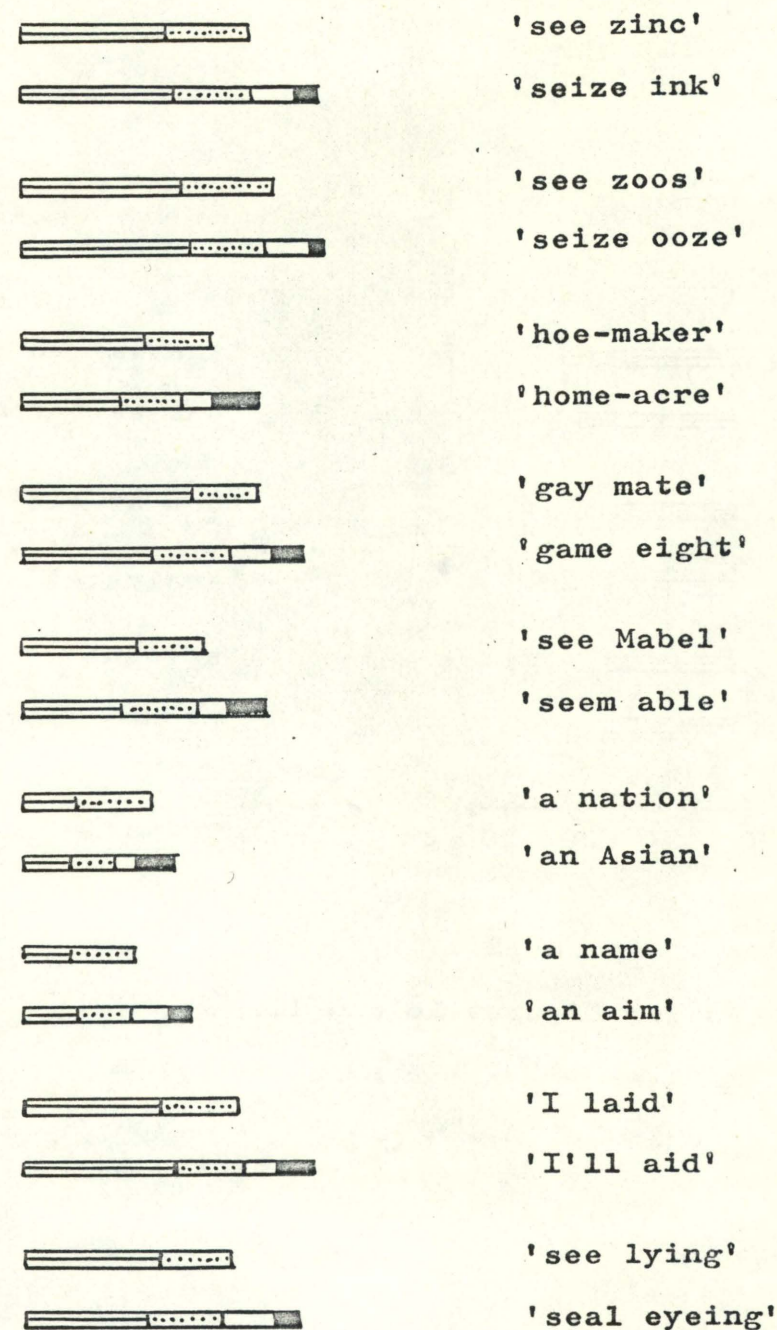 'see zinc'
'seize ink'
'see zoos'
'seize ooze'
'hoe-maker'
'home-acre'
'gay mate'
'game eight'
'see Mabel'
'seem able'
'a nation'
'an Asian'
'a name'
'an aim'
'I laid'
'I'll aid'
'see lying'
'seal eyeing'